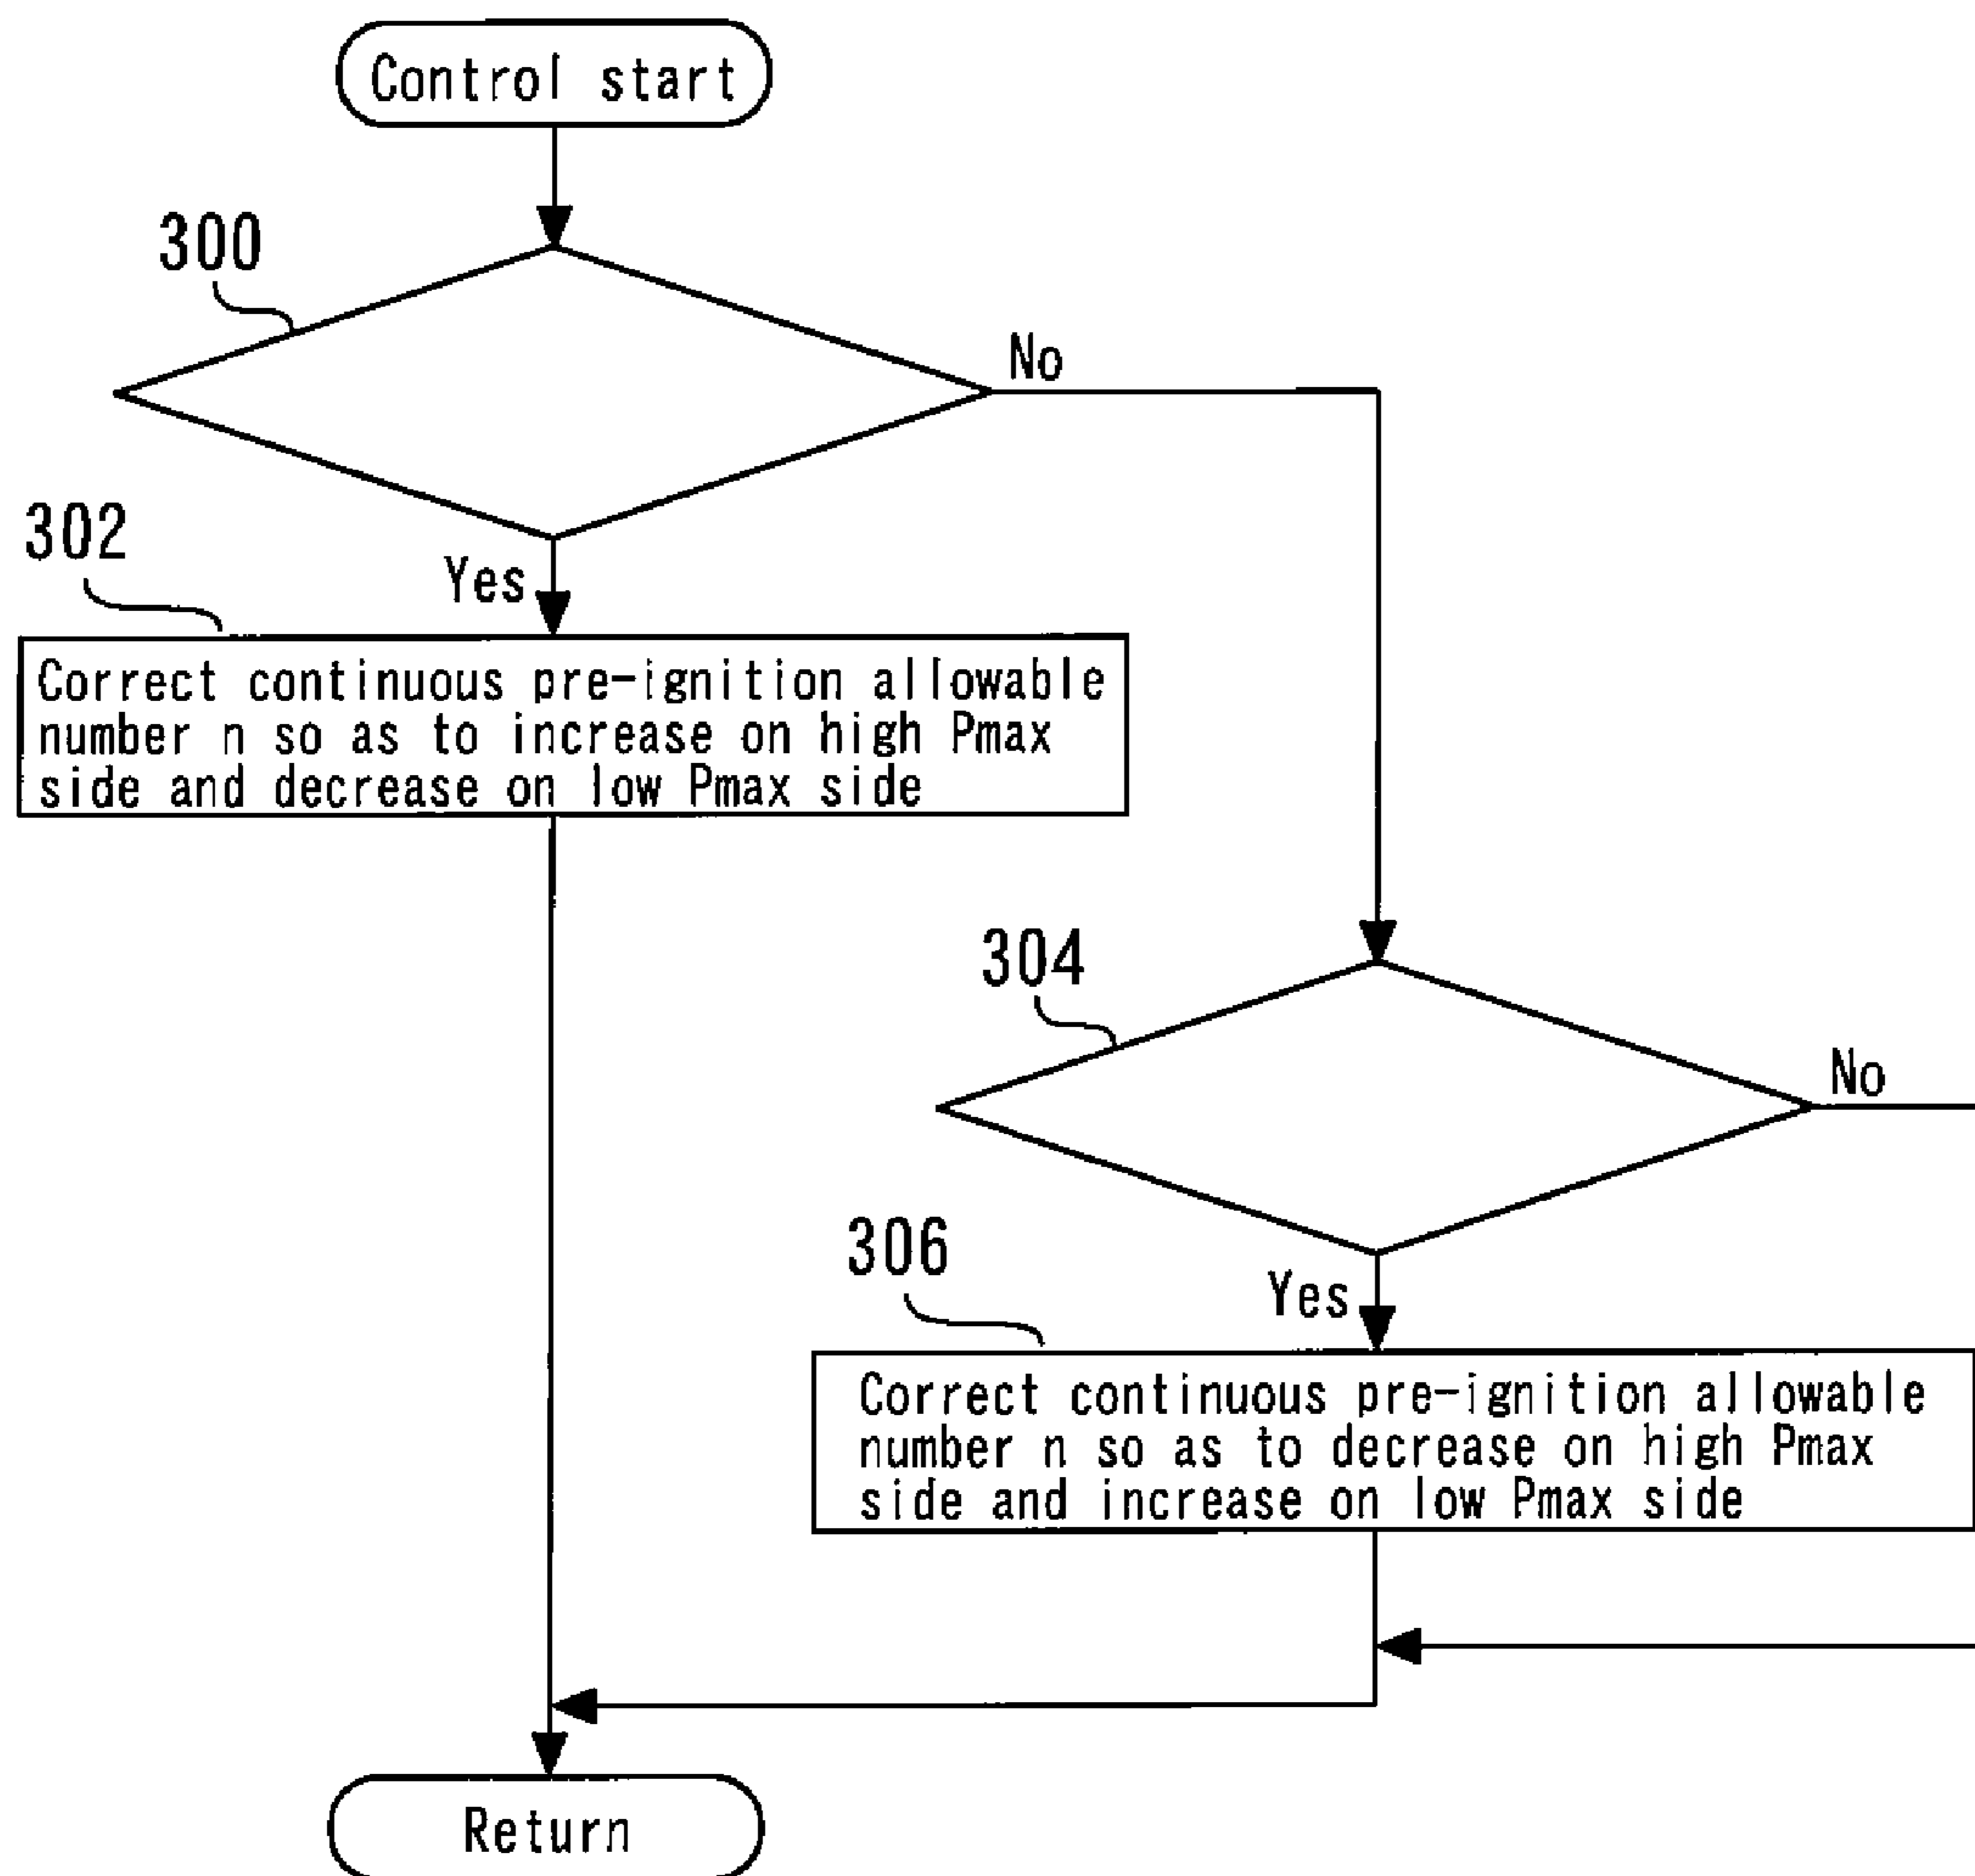 Control start
300
No
302
Yes
Correct continuous pre-ignition allowable
number n so as to increase on high Pmax
side and decrease on low Pmax side
304
No
306
Yes
Correct continuous pre-ignition allowable
number n so as to decrease on high Pmax
side and increase on low Pmax side
Return